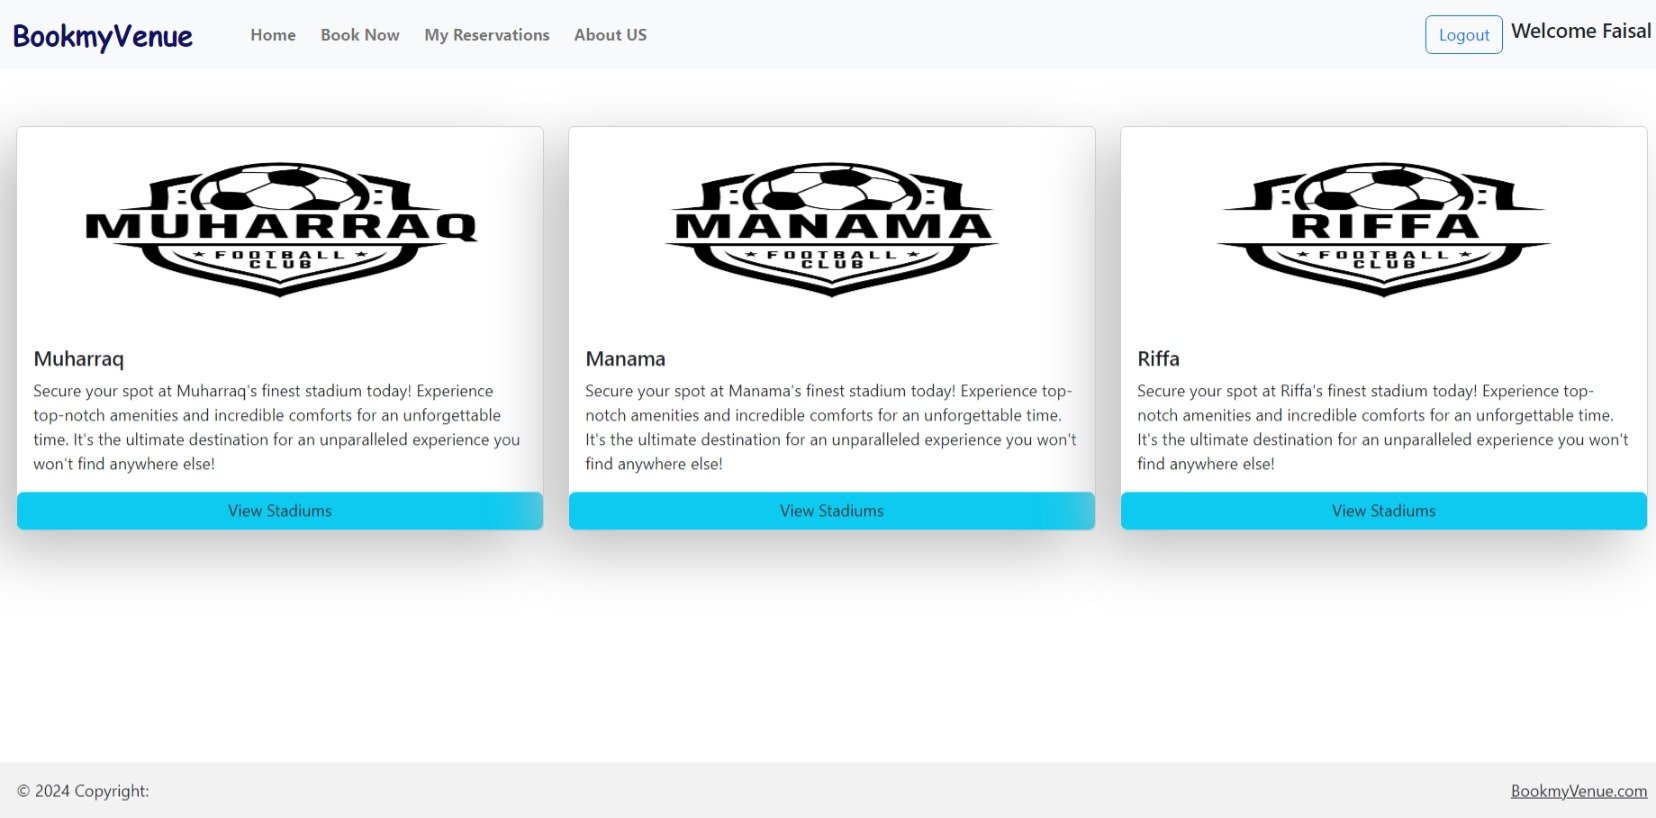 BookmyVenue
Home Book Now My Reservations About US
Logout Welcome Faisal
MUHARRAQ
FOOTBALL
CLUB
Muharraq
Secure your spot at Muharraq's finest stadium today! Experience
top-notch amenities and incredible comforts for an unforgettable
time. It's the ultimate destination for an unparalleled experience you
won't find anywhere else!
View Stadiums
MANAMA
FOOTBALL
CLUB
Manama
Secure your spot at Manama's finest stadium today! Experience top-
notch amenities and incredible comforts for an unforgettable time.
It's the ultimate destination for an unparalleled experience you won't
find anywhere else!
View Stadiums
RIFFA
FOOTBALL
CLUB
Riffa
Secure your spot at Riffa's finest stadium today! Experience top-
notch amenities and incredible comforts for an unforgettable time.
It's the ultimate destination for an unparalleled experience you won't
find anywhere else!
View Stadiums
© 2024 Copyright:
BookmyVenue.com